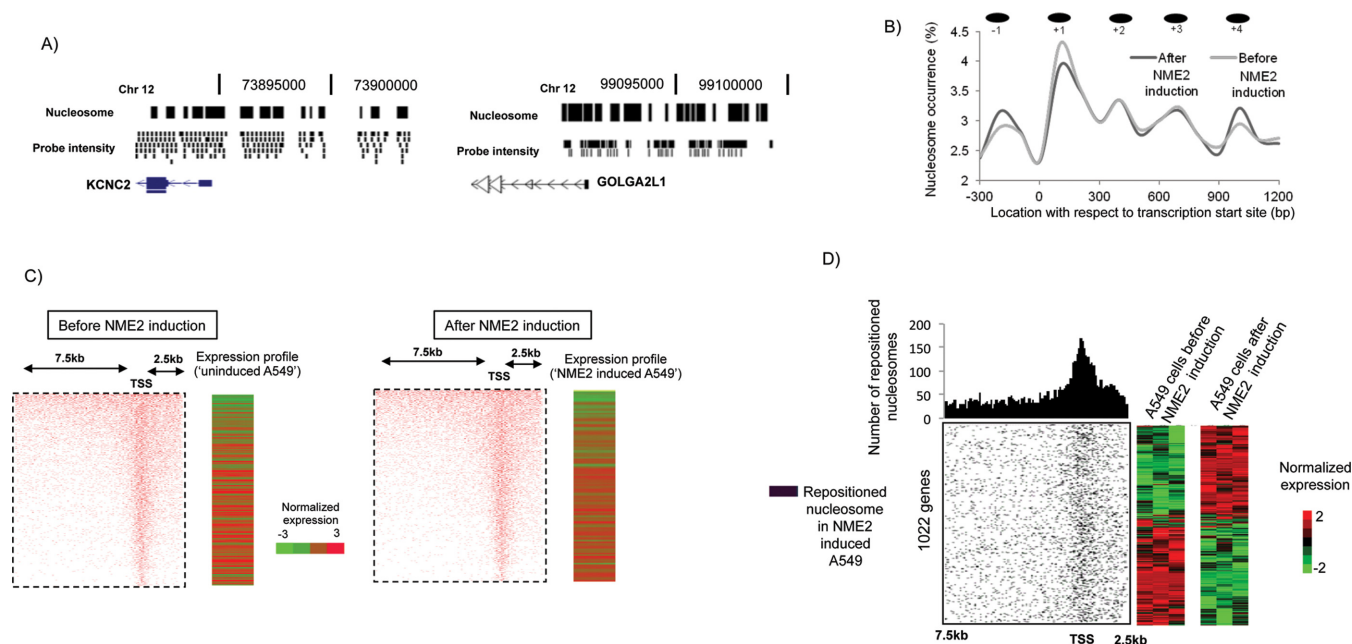 A)
Chr 12
73895000
73900000
Nucleosome
Probe intensity
KCNC2
Chr 12
99095000
99100000
Nucleosome
Probe intensity
GOLGA2L1
B)
-1
+1
+2
+3
+4
Nucleosome occurrence (%)
4.5
4
3.5
3
2.5
2
After
NME2
induction
Before
NME2
induction
-300
0
300
600
900
1200
Location with respect to transcription start site (bp)
C)
Before NME2 induction
7.5kb
2.5kb
TSS
Expression profile
(‘uninduced A549’)
Normalized
expression
-3
3
After NME2 induction
7.5kb
2.5kb
TSS
Expression profile
(‘NME2 induced A549’)
D)
Number of repositioned
nucleosomes
200
150
100
50
0
A549 cells before
NME2 induction
A549 cells after
NME2 induction
Repositioned
nucleosome
in NME2
induced
A549
1022 genes
7.5kb
TSS
2.5kb
Normalized
expression
2
-2